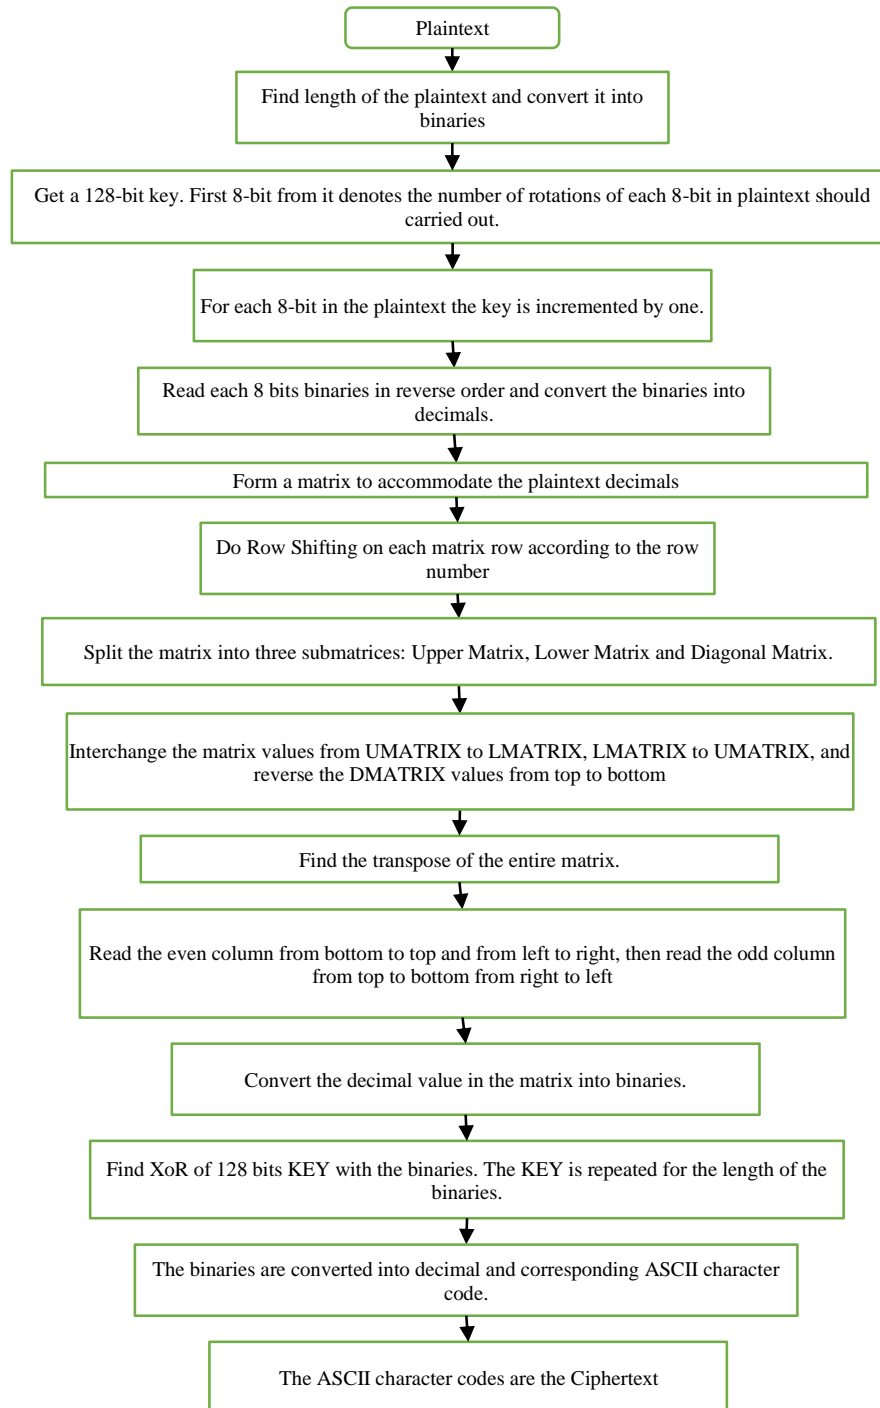 Plaintext
Find length of the plaintext and convert it into
binaries
Get a 128-bit key. First 8-bit from it denotes the number of rotations of each 8-bit in plaintext should
carried out.
For each 8-bit in the plaintext the key is incremented by one.
Read each 8 bits binaries in reverse order and convert the binaries into
decimals.
Form a matrix to accommodate the plaintext decimals
Do Row Shifting on each matrix row according to the row
number
Split the matrix into three submatrices: Upper Matrix, Lower Matrix and Diagonal Matrix.
Interchange the matrix values from UMATRIX to LMATRIX, LMATRIX to UMATRIX, and
reverse the DMATRIX values from top to bottom
Find the transpose of the entire matrix.
Read the even column from bottom to top and from left to right, then read the odd column
from top to bottom from right to left
Convert the decimal value in the matrix into binaries.
Find XoR of 128 bits KEY with the binaries. The KEY is repeated for the length of the
binaries.
The binaries are converted into decimal and corresponding ASCII character
code.
The ASCII character codes are the Ciphertext